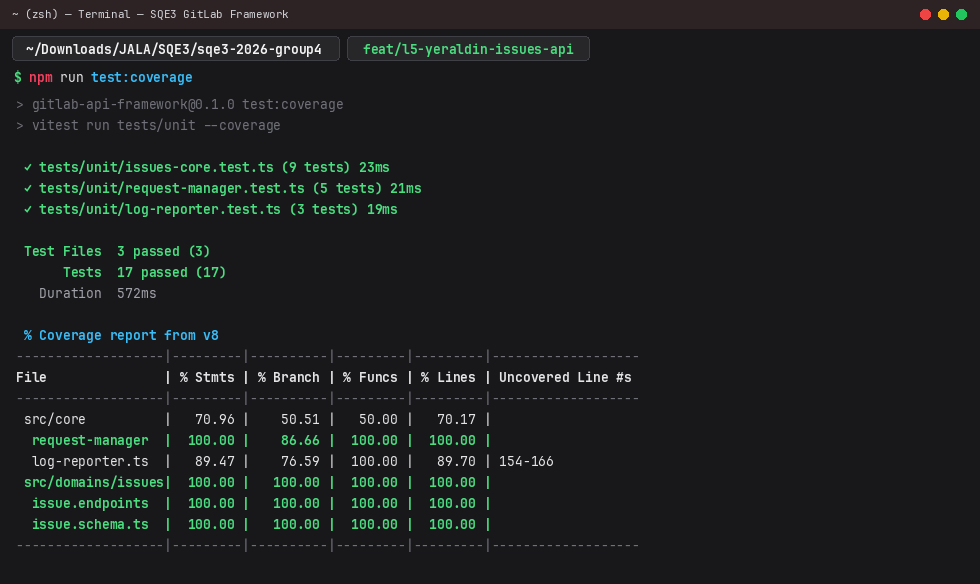 ~ (zsh) — Terminal — SQE3 GitLab Framework
~/Downloads/JALA/SQE3/sqe3-2026-group4 feat/l5-yeraldin-issues-api
$ npm run test:coverage
> gitlab-api-framework@0.1.0 test:coverage
> vitest run tests/unit --coverage
✓ tests/unit/issues-core.test.ts (9 tests) 23ms
✓ tests/unit/request-manager.test.ts (5 tests) 21ms
✓ tests/unit/log-reporter.test.ts (3 tests) 19ms
Test Files  3 passed (3)
Tests  17 passed (17)
Duration  572ms
% Coverage report from v8
-------------------|---------|----------|---------|---------|-------------------
File               | % Stmts | % Branch | % Funcs | % Lines | Uncovered Line #s
-------------------|---------|----------|---------|---------|-------------------
src/core          |   70.96 |    50.51 |   50.00 |   70.17 |
request-manager  |  100.00 |    86.66 |  100.00 |  100.00 |
log-reporter.ts  |   89.47 |    76.59 |  100.00 |   89.70 | 154-166
src/domains/issues|  100.00 |   100.00 |  100.00 |  100.00 |
issue.endpoints  |  100.00 |   100.00 |  100.00 |  100.00 |
issue.schema.ts  |  100.00 |   100.00 |  100.00 |  100.00 |
-------------------|---------|----------|---------|---------|-------------------